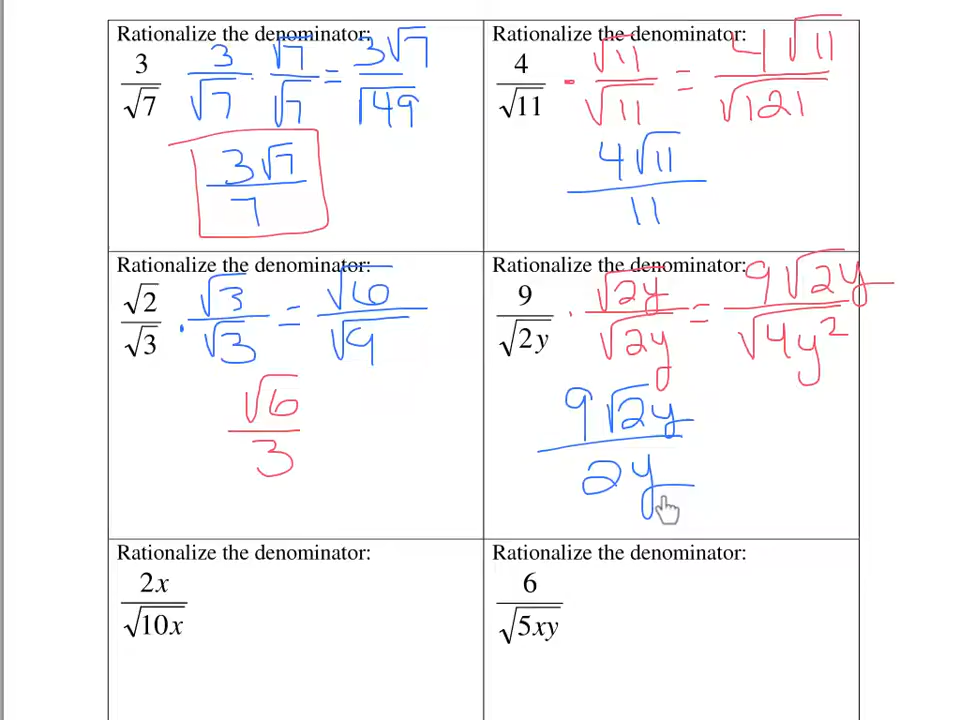 Rationalize the denominator:
3/√7 3/√7 · √7/√7 = 3√7/√49
3√7/7
Rationalize the denominator:
4/√11 · √11/√11 = 4√11/√121
4√11/11
Rationalize the denominator:
√2/√3 · √3/√3 = √6/√9
√6/3
Rationalize the denominator:
9/√2y · √2y/√2y = 9√2y/√4y²
9√2y/2y
Rationalize the denominator:
2x/√10x
Rationalize the denominator:
6/√5xy